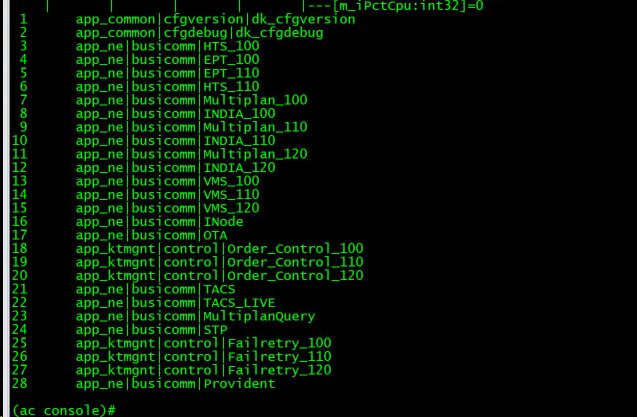 |       |       |       |       |---[m_iPctCpu:int32]=0
1 app_common|cfgversion|dk_cfgversion
2 app_common|cfgdebug|dk_cfgdebug
3 app_ne|busicomm|HTS_100
4 app_ne|busicomm|EPT_100
5 app_ne|busicomm|EPT_110
6 app_ne|busicomm|HTS_110
7 app_ne|busicomm|Multiplan_100
8 app_ne|busicomm|INDIA_100
9 app_ne|busicomm|Multiplan_110
10 app_ne|busicomm|INDIA_110
11 app_ne|busicomm|Multiplan_120
12 app_ne|busicomm|INDIA_120
13 app_ne|busicomm|VMS_100
14 app_ne|busicomm|VMS_110
15 app_ne|busicomm|VMS_120
16 app_ne|busicomm|INode
17 app_ne|busicomm|OTA
18 app_ktmgnt|control|Order_Control_100
19 app_ktmgnt|control|Order_Control_110
20 app_ktmgnt|control|Order_Control_120
21 app_ne|busicomm|TACS
22 app_ne|busicomm|TACS_LIVE
23 app_ne|busicomm|MultiplanQuery
24 app_ne|busicomm|STP
25 app_ktmgnt|control|Failretry_100
26 app_ktmgnt|control|Failretry_110
27 app_ktmgnt|control|Failretry_120
28 app_ne|busicomm|Provident
(ac console)#